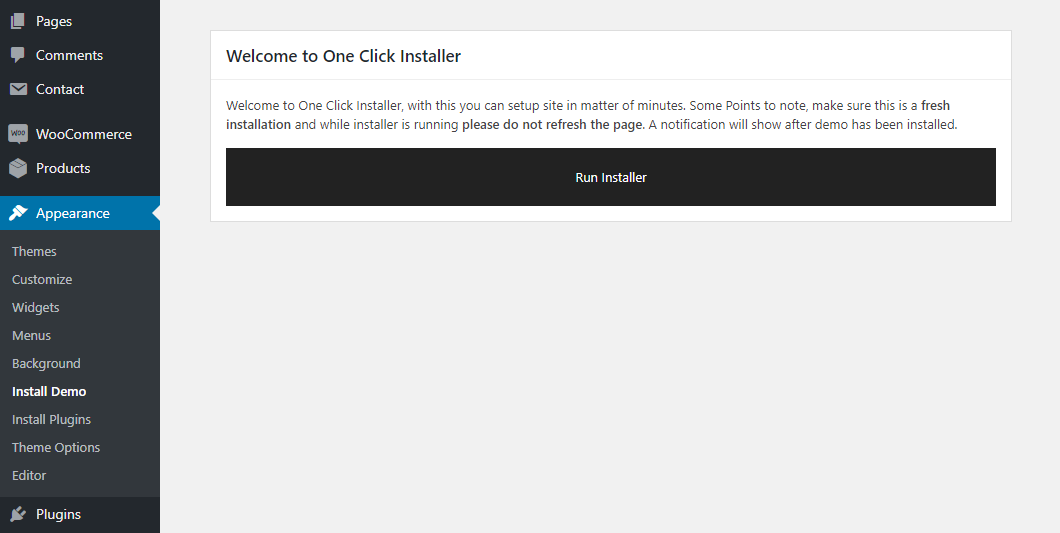 Pages
Comments
Contact
WOO
WooCommerce
Products
Appearance
Themes
Customize
Widgets
Menus
Background
Install Demo
Install Plugins
Theme Options
Editor
Plugins
Welcome to One Click Installer
Welcome to One Click Installer, with this you can setup site in matter of minutes. Some Points to note, make sure this is a fresh
installation and while installer is running please do not refresh the page. A notification will show after demo has been installed.
Run Installer